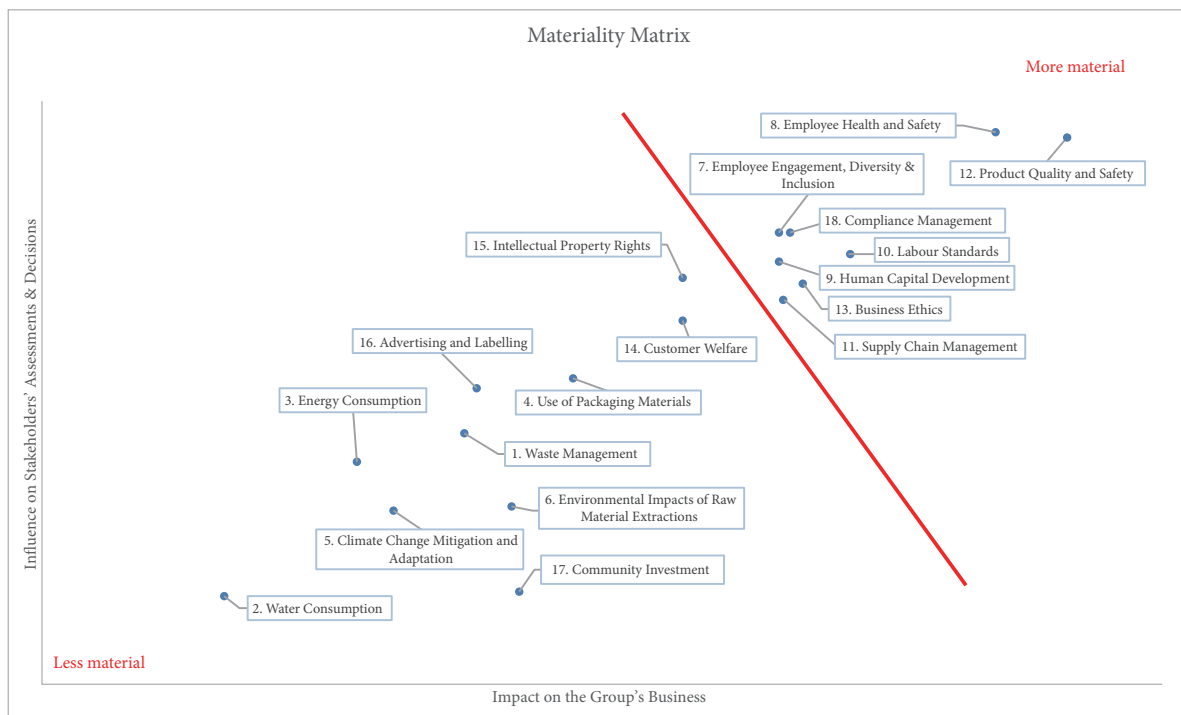 Materiality Matrix
More material
8. Employee Health and Safety
12. Product Quality and Safety
7. Employee Engagement, Diversity &
Inclusion
18. Compliance Management
15. Intellectual Property Rights
10. Labour Standards
9. Human Capital Development
13. Business Ethics
16. Advertising and Labelling
14. Customer Welfare
11. Supply Chain Management
3. Energy Consumption
4. Use of Packaging Materials
1. Waste Management
6. Environmental Impacts of Raw
Material Extractions
5. Climate Change Mitigation and
Adaptation
17. Community Investment
2. Water Consumption
Less material
Influence on Stakeholders’ Assessments & Decisions
Impact on the Group’s Business